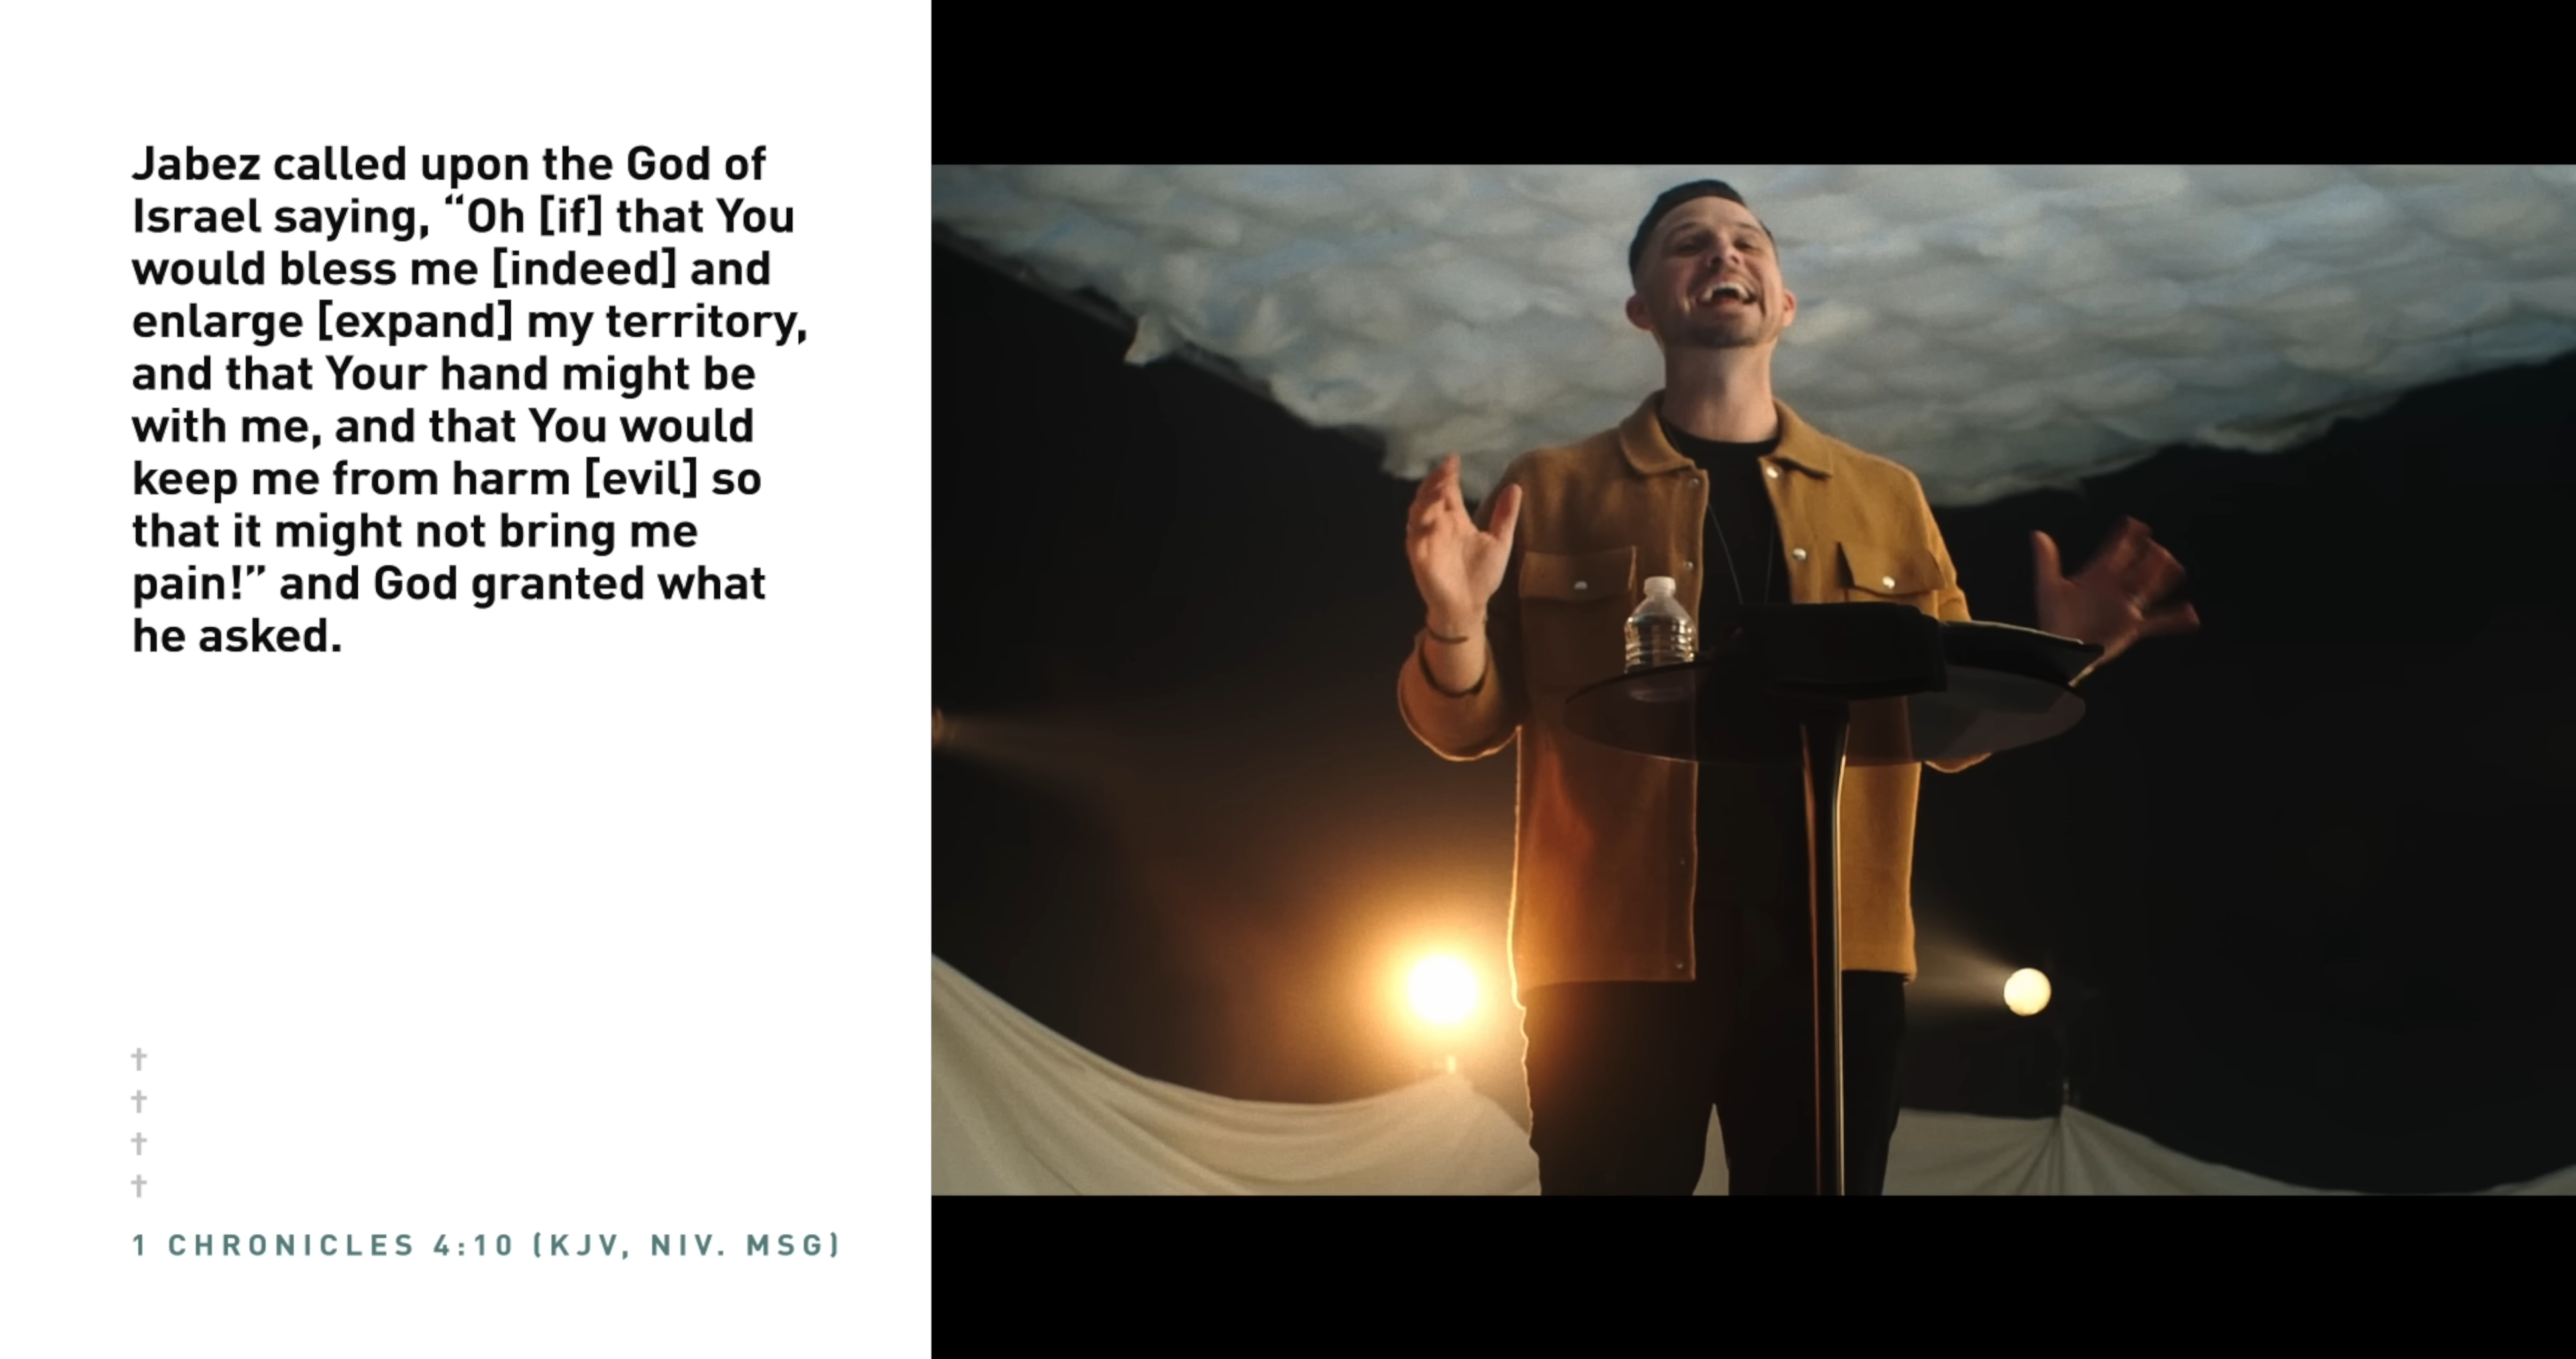 Jabez called upon the God of
Israel saying, “Oh [if] that You
would bless me [indeed] and
enlarge [expand] my territory,
and that Your hand might be
with me, and that You would
keep me from harm [evil] so
that it might not bring me
pain!” and God granted what
he asked.
†
†
†
†
1 CHRONICLES 4:10 (KJV, NIV. MSG)